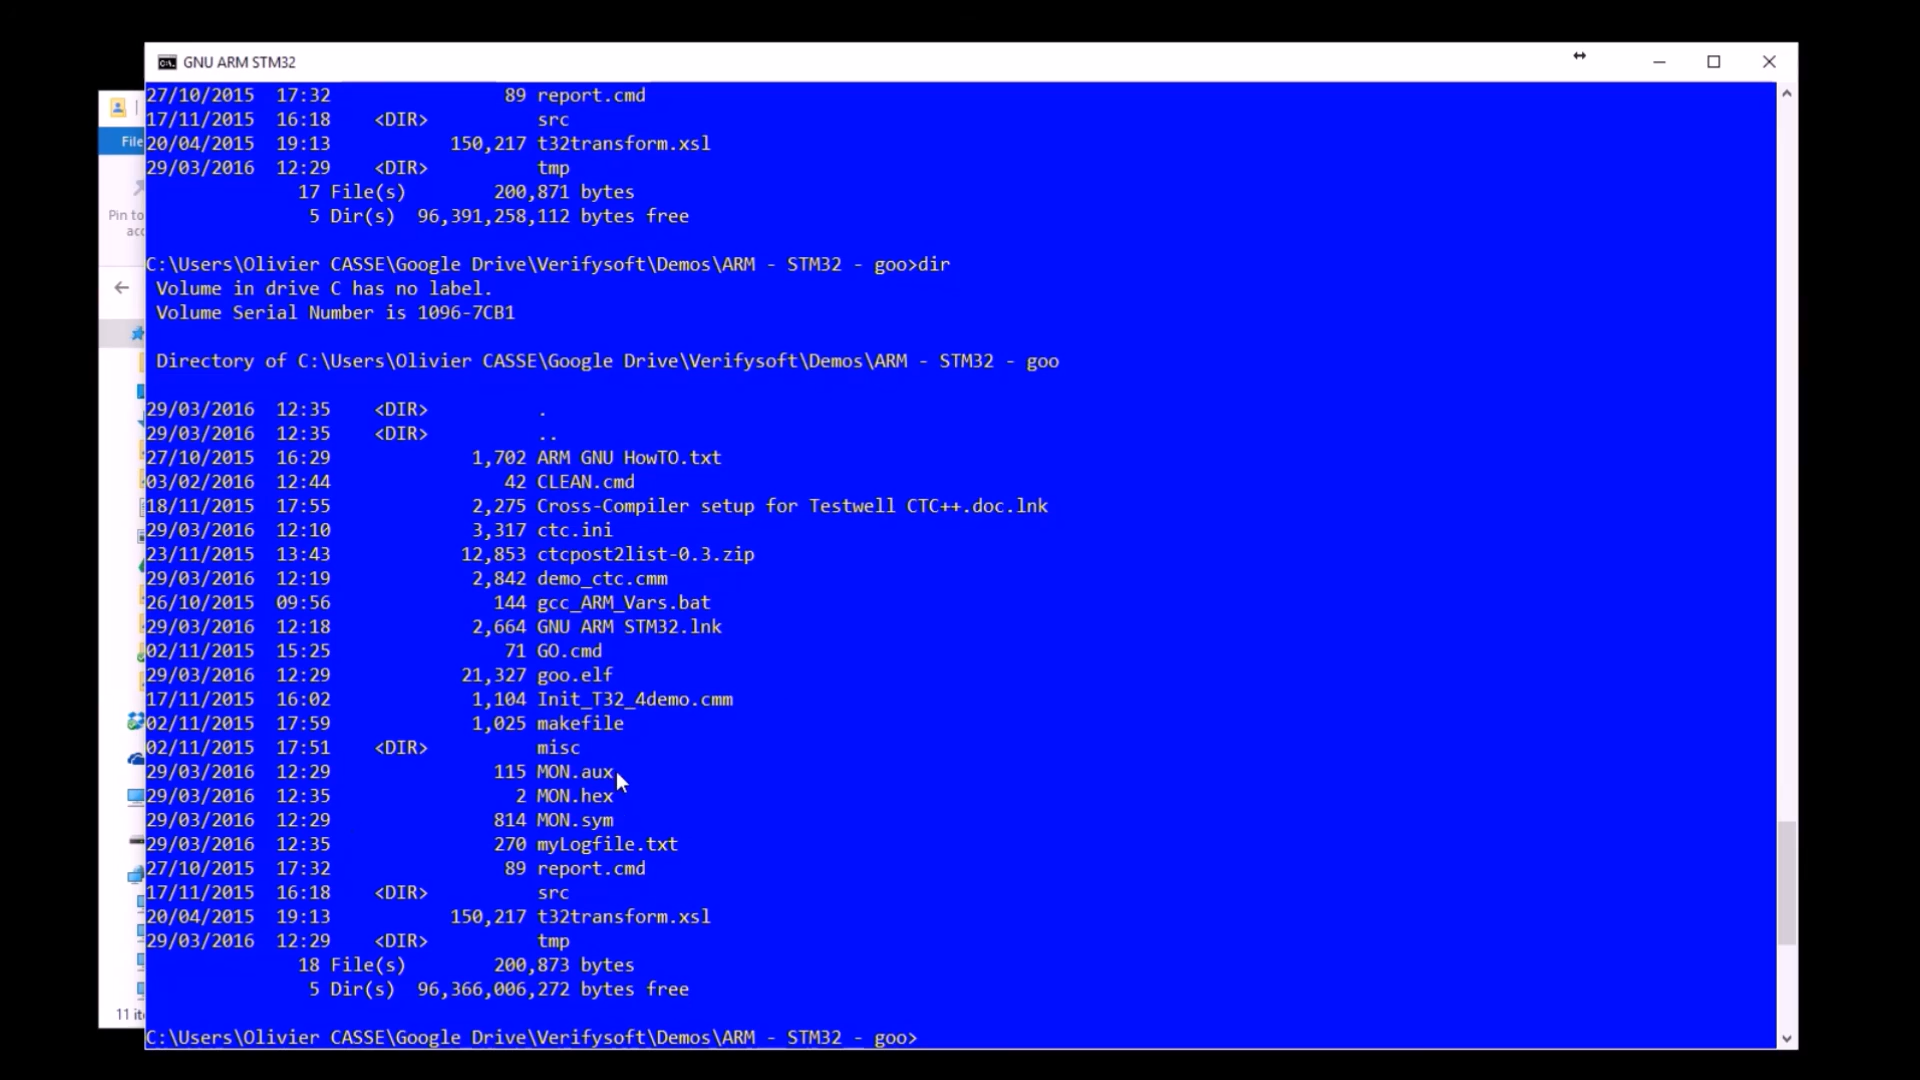 GNU ARM STM32
File
Pin to
acc
11 ite
27/10/2015  17:32                89 report.cmd
17/11/2015  16:18    <DIR>          src
20/04/2015  19:13           150,217 t32transform.xsl
29/03/2016  12:29    <DIR>          tmp
17 File(s)        200,871 bytes
5 Dir(s)  96,391,258,112 bytes free
C:\Users\Olivier CASSE\Google Drive\Verifysoft\Demos\ARM - STM32 - goo>dir
Volume in drive C has no label.
Volume Serial Number is 1096-7CB1
Directory of C:\Users\Olivier CASSE\Google Drive\Verifysoft\Demos\ARM - STM32 - goo
29/03/2016  12:35    <DIR>          .
29/03/2016  12:35    <DIR>          ..
27/10/2015  16:29             1,702 ARM GNU HowTO.txt
03/02/2016  12:44                42 CLEAN.cmd
18/11/2015  17:55             2,275 Cross-Compiler setup for Testwell CTC++.doc.lnk
29/03/2016  12:10             3,317 ctc.ini
23/11/2015  13:43            12,853 ctcpost2list-0.3.zip
29/03/2016  12:19             2,842 demo_ctc.cmm
26/10/2015  09:56               144 gcc_ARM_Vars.bat
29/03/2016  12:18             2,664 GNU ARM STM32.lnk
02/11/2015  15:25                71 GO.cmd
29/03/2016  12:29            21,327 goo.elf
17/11/2015  16:02             1,104 Init_T32_4demo.cmm
02/11/2015  17:59             1,025 makefile
02/11/2015  17:51    <DIR>          misc
29/03/2016  12:29               115 MON.aux
29/03/2016  12:35                 2 MON.hex
29/03/2016  12:29               814 MON.sym
29/03/2016  12:35               270 myLogfile.txt
27/10/2015  17:32                89 report.cmd
17/11/2015  16:18    <DIR>          src
20/04/2015  19:13           150,217 t32transform.xsl
29/03/2016  12:29    <DIR>          tmp
18 File(s)        200,873 bytes
5 Dir(s)  96,366,006,272 bytes free
C:\Users\Olivier CASSE\Google Drive\Verifysoft\Demos\ARM - STM32 - goo>